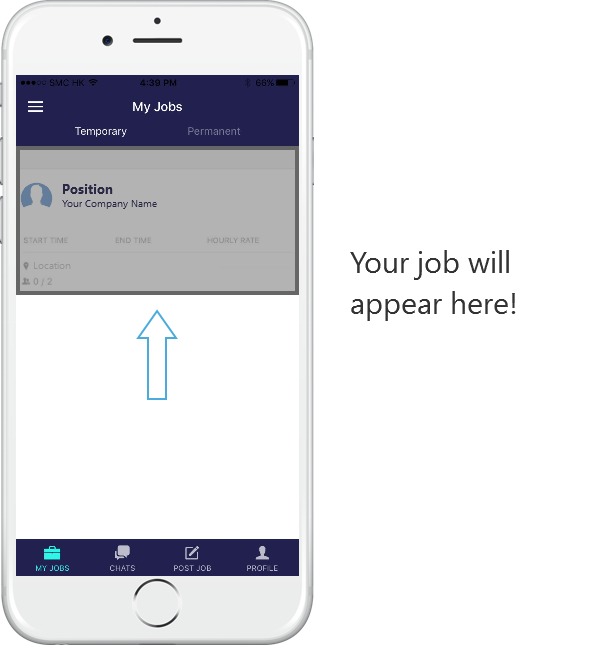 SMC HK 4:39 PM 66%
My Jobs
Temporary Permanent
Position
Your Company Name
START TIME END TIME HOURLY RATE
Location
0 / 2
Your job will
appear here!
MY JOBS CHATS POST JOB PROFILE